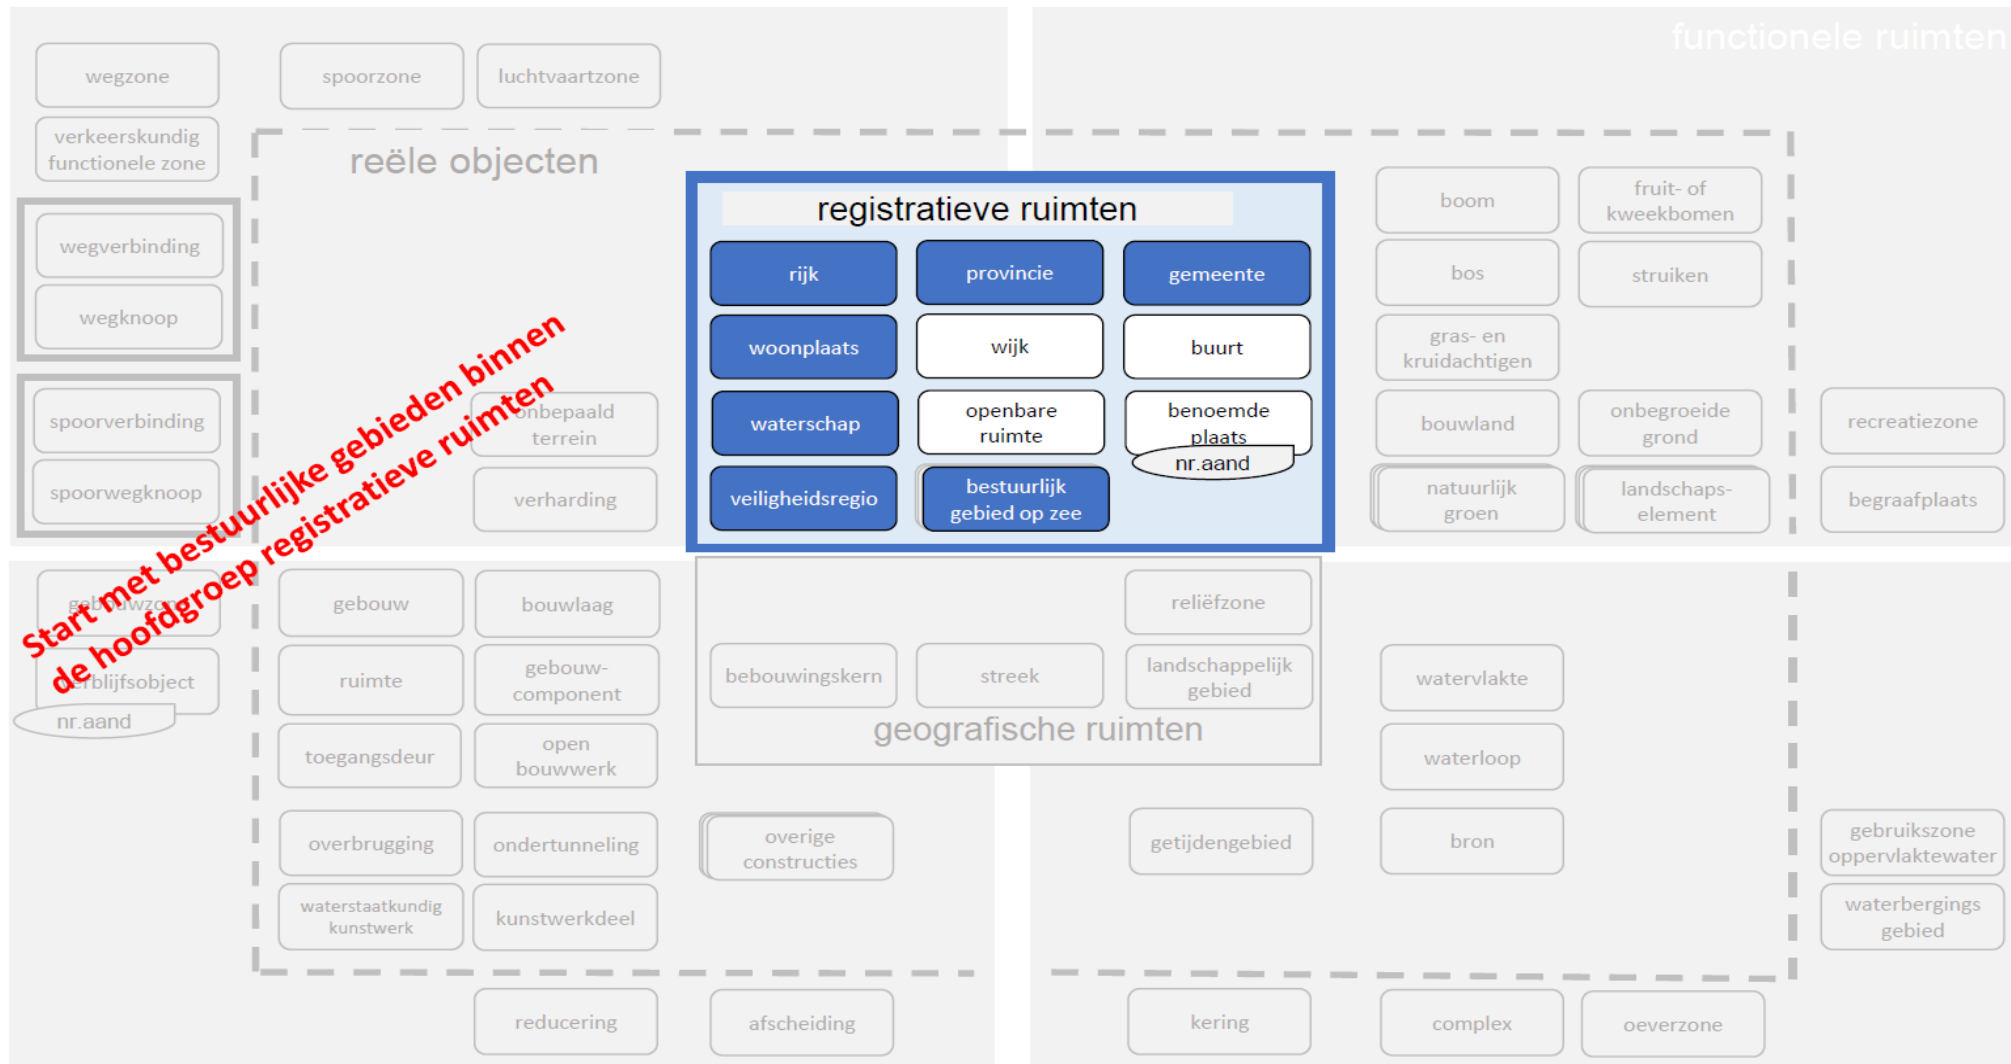 functionele ruimten
wegzone
spoorzone
luchtvaartzone
verkeerskundig
functionele zone
reële objecten
registratieve ruimten
boom
fruit- of
kweekbomen
wegverbinding
rijk
provincie
gemeente
bos
struiken
wegknoop
woonplaats
wijk
buurt
gras- en
kruidachtigen
Start met bestuurlijke gebieden binnen
de hoofdgroep registratieve ruimten
spoorverbinding
onbepaald
terrein
waterschap
openbare
ruimte
benoemde
plaats
nr.aand
bouwland
onbegroeide
grond
recreatiezone
spoorwegknoop
verharding
veiligheidsregio
bestuurlijk
gebied op zee
natuurlijk
groen
landschaps-
element
begraafplaats
gebouwzone
gebouw
bouwlaag
reliëfzone
verblijfsobject
nr.aand
ruimte
gebouw-
component
bebouwingskern
streek
landschappelijk
gebied
watervlakte
geografische ruimten
toegangsdeur
open
bouwwerk
waterloop
overbrugging
ondertunneling
overige
constructies
getijdengebied
bron
gebruikszone
oppervlaktewater
waterstaatkundig
kunstwerk
kunstwerkdeel
waterbergings
gebied
reducering
afscheiding
kering
complex
oeverzone